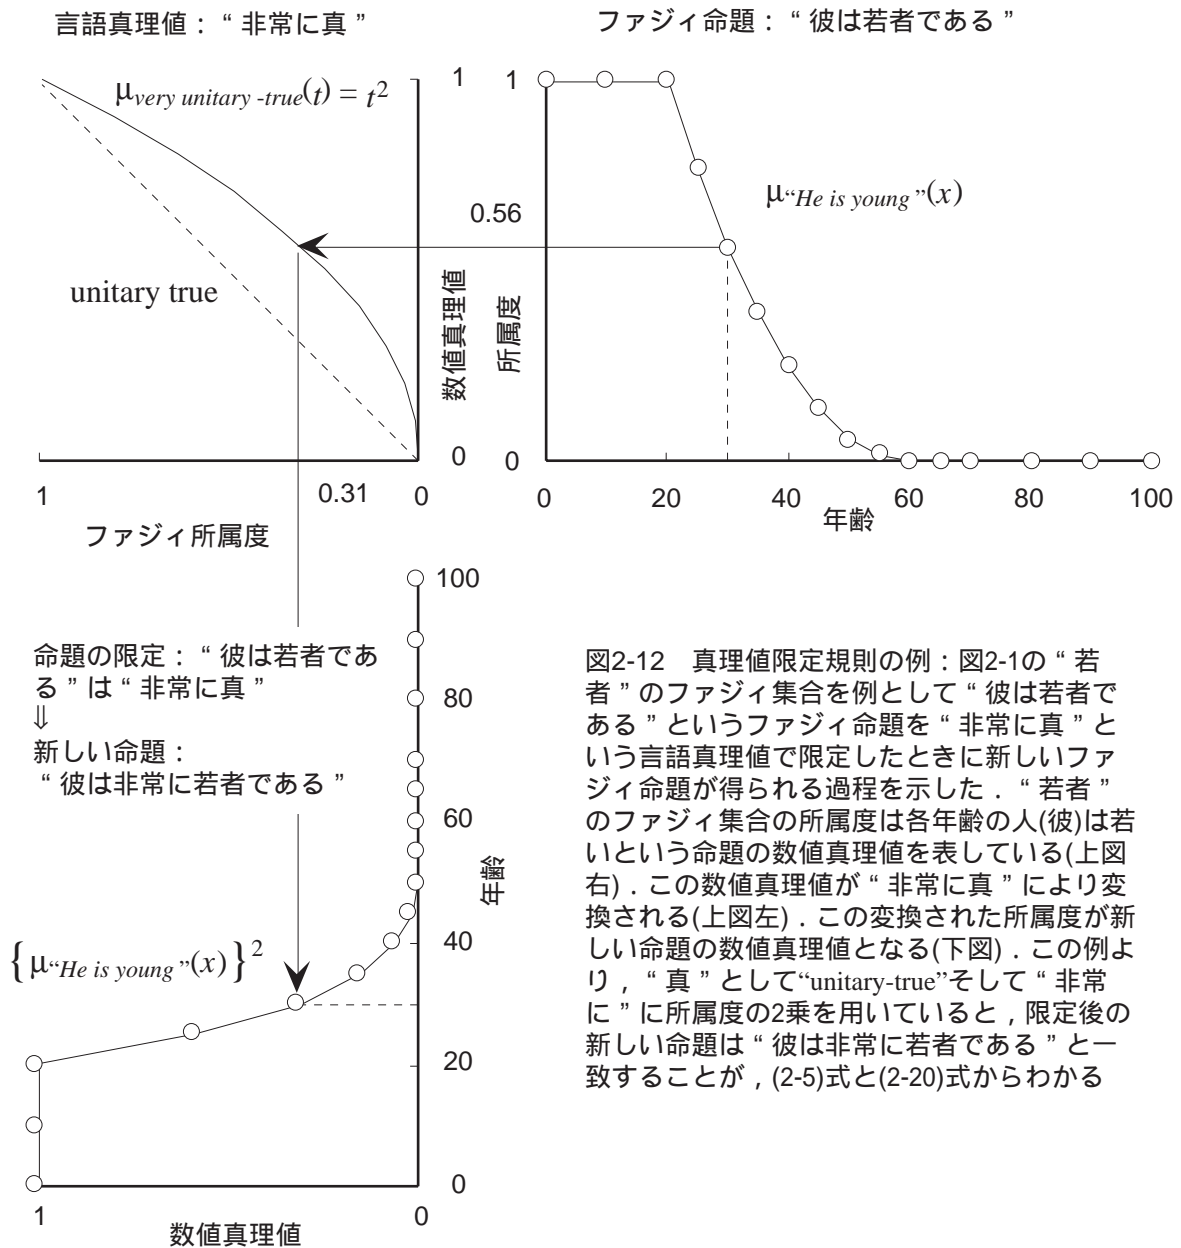 言語真理値：“非常に真”
ファジィ命題：“彼は若者である”
μvery unitary -true(t) = t2
1
1
μ“He is young ”(x)
0.56
unitary true
数値真理値
所属度
0
0
1
0.31
0
ファジィ所属度
0
20
40
60
80
100
年齢
100
80
60
40
20
0
年齢
命題の限定：“彼は若者であ
る”は“非常に真”
⇓
新しい命題：
“彼は非常に若者である”
{μ“He is young ”(x)}2
1
0
数値真理値
図2-12　真理値限定規則の例：図2-1の“若
者”のファジィ集合を例として“彼は若者で
ある”というファジィ命題を“非常に真”と
いう言語真理値で限定したときに新しいファ
ジィ命題が得られる過程を示した．“若者”
のファジィ集合の所属度は各年齢の人(彼)は若
いという命題の数値真理値を表している(上図
右)．この数値真理値が“非常に真”により変
換される(上図左)．この変換された所属度が新
しい命題の数値真理値となる(下図)．この例よ
り，“真”として“unitary-true”そして“非常
に”に所属度の2乗を用いていると，限定後の
新しい命題は“彼は非常に若者である”と一
致することが，(2-5)式と(2-20)式からわかる